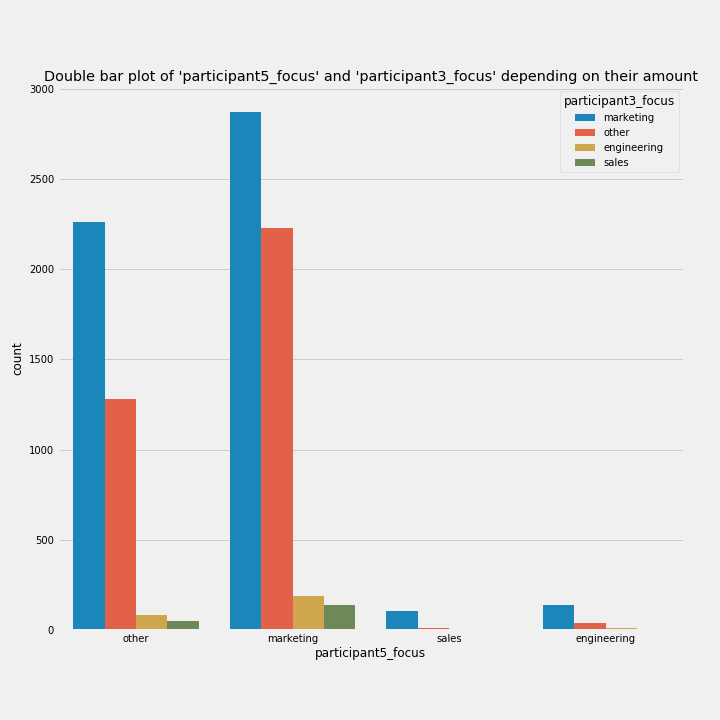 Double bar plot of 'participant5_focus' and 'participant3_focus' depending on their amount
participant3_focus
marketing
other
engineering
sales
3000
2500
2000
1500
1000
500
0
count
other
marketing
sales
engineering
participant5_focus